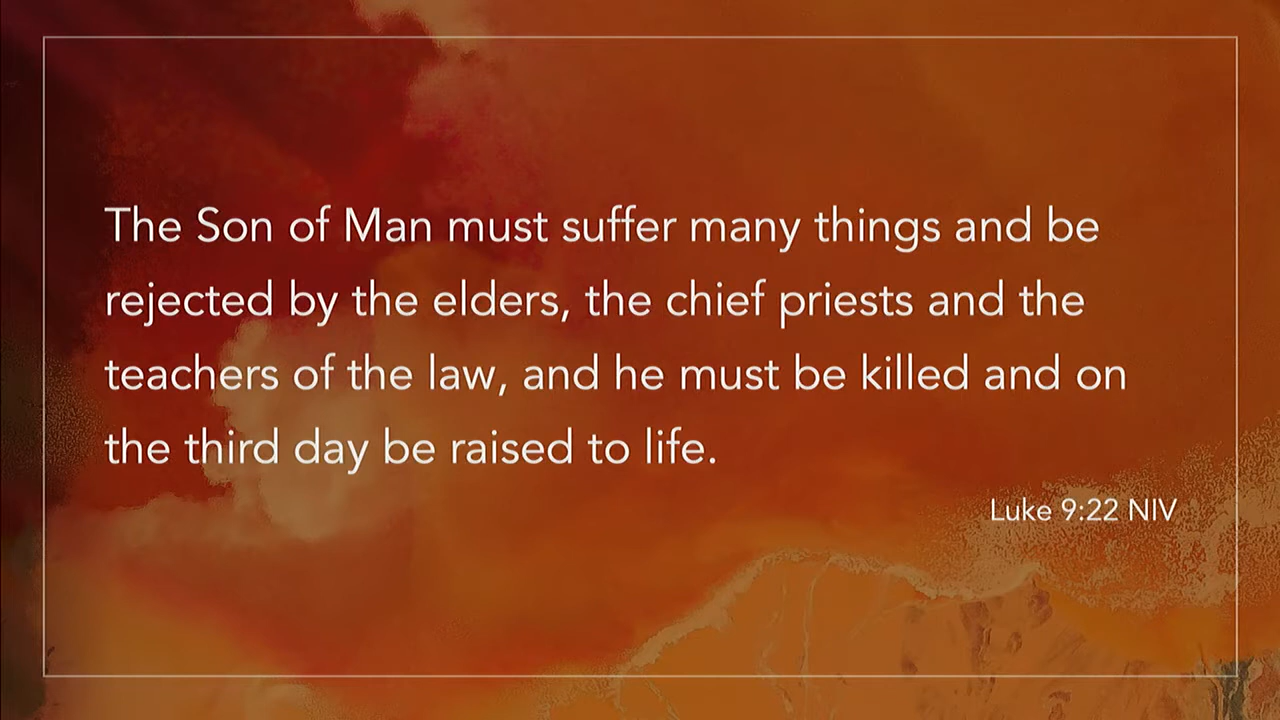 The Son of Man must suffer many things and be
rejected by the elders, the chief priests and the
teachers of the law, and he must be killed and on
the third day be raised to life.
Luke 9:22 NIV